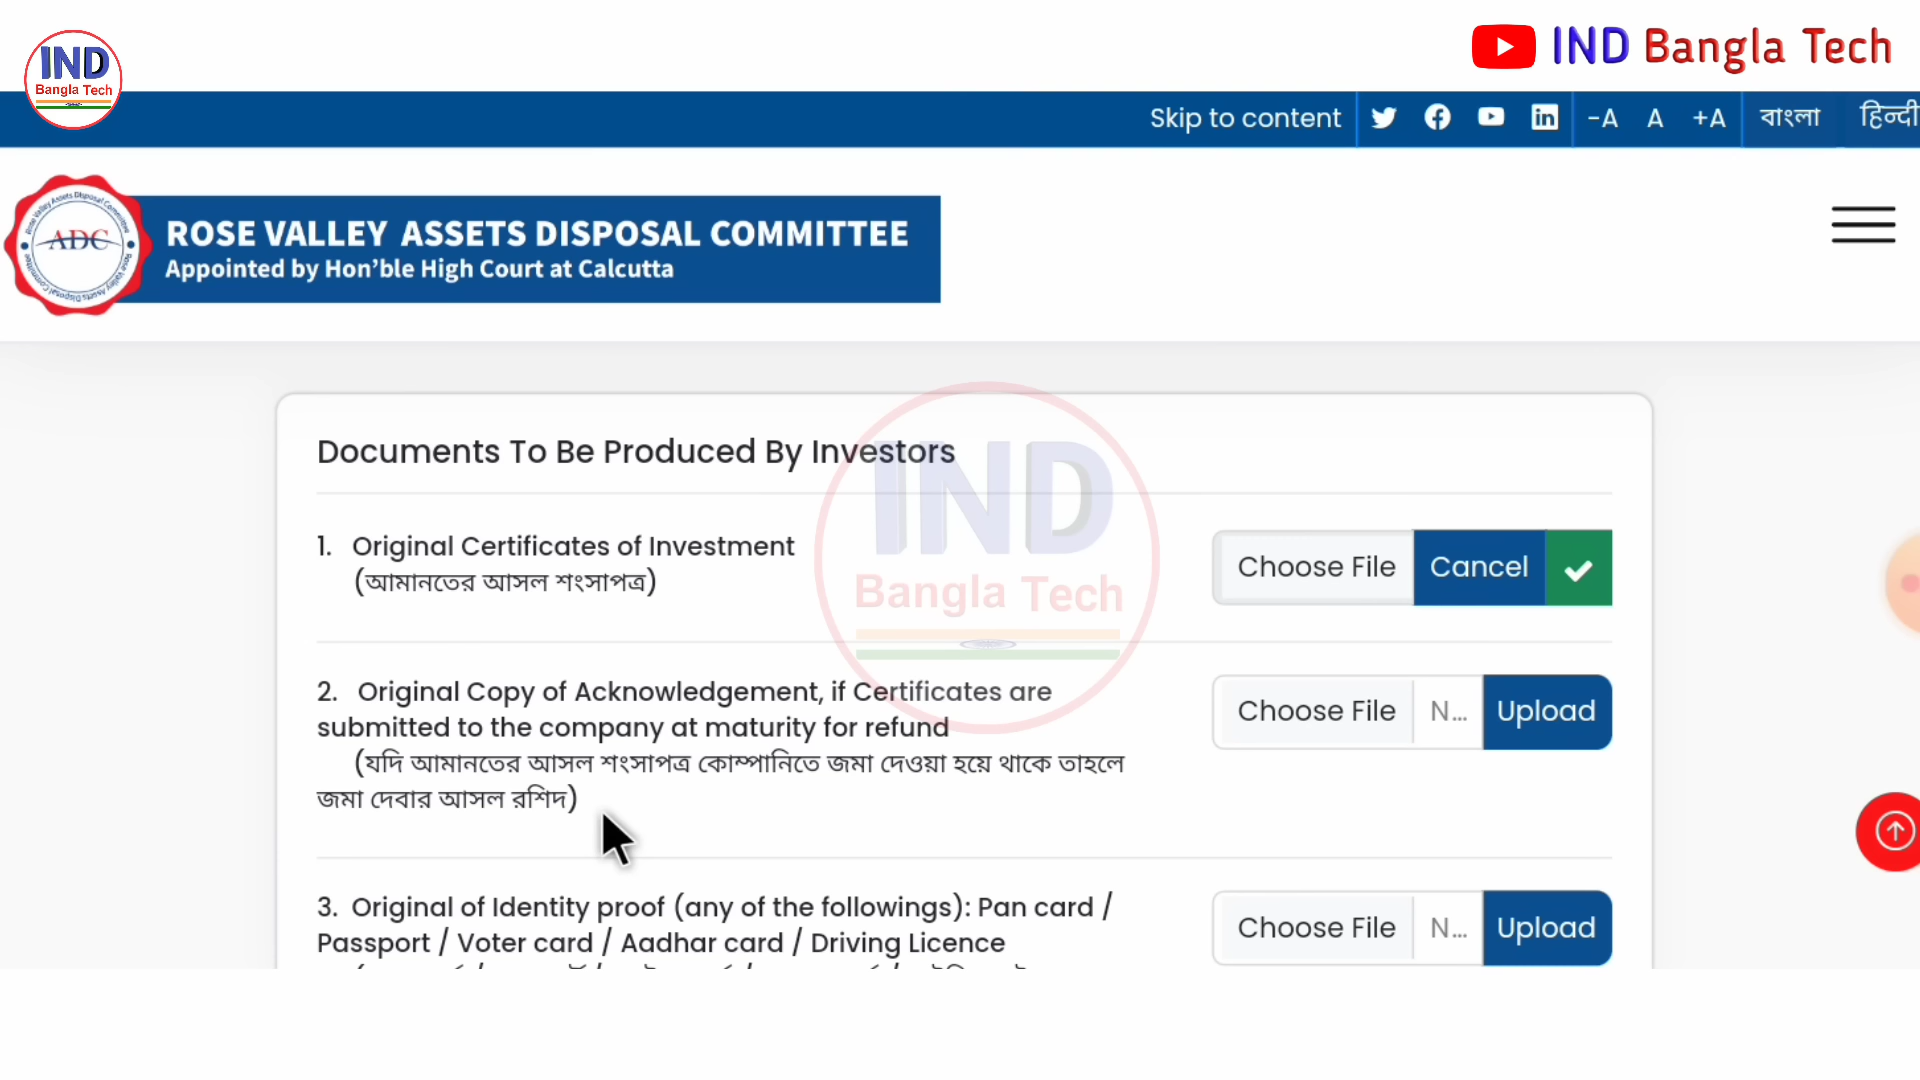 IND
Bangla Tech
IND Bangla Tech
Skip to content
-A A +A বাংলা हिन्दी
ADC
ROSE VALLEY ASSETS DISPOSAL COMMITTEE
Appointed by Hon'ble High Court at Calcutta
Documents To Be Produced By Investors
1. Original Certificates of Investment
(আমানতের আসল শংসাপত্র)
Choose File Cancel
IND
Bangla Tech
2. Original Copy of Acknowledgement, if Certificates are
submitted to the company at maturity for refund
(যদি আমানতের আসল শংসাপত্র কোম্পানিতে জমা দেওয়া হয়ে থাকে তাহলে
জমা দেবার আসল রশিদ)
Choose File N... Upload
3. Original of Identity proof (any of the followings): Pan card /
Passport / Voter card / Aadhar card / Driving Licence
Choose File N... Upload